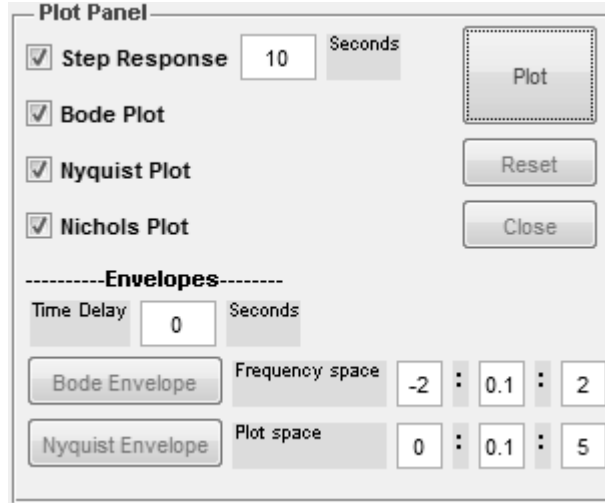 Plot Panel
Step Response 10 Seconds
Plot
Bode Plot
Nyquist Plot
Reset
Nichols Plot
Close
----------Envelopes--------
Time Delay 0 Seconds
Bode Envelope Frequency space -2 : 0.1 : 2
Nyquist Envelope Plot space 0 : 0.1 : 5